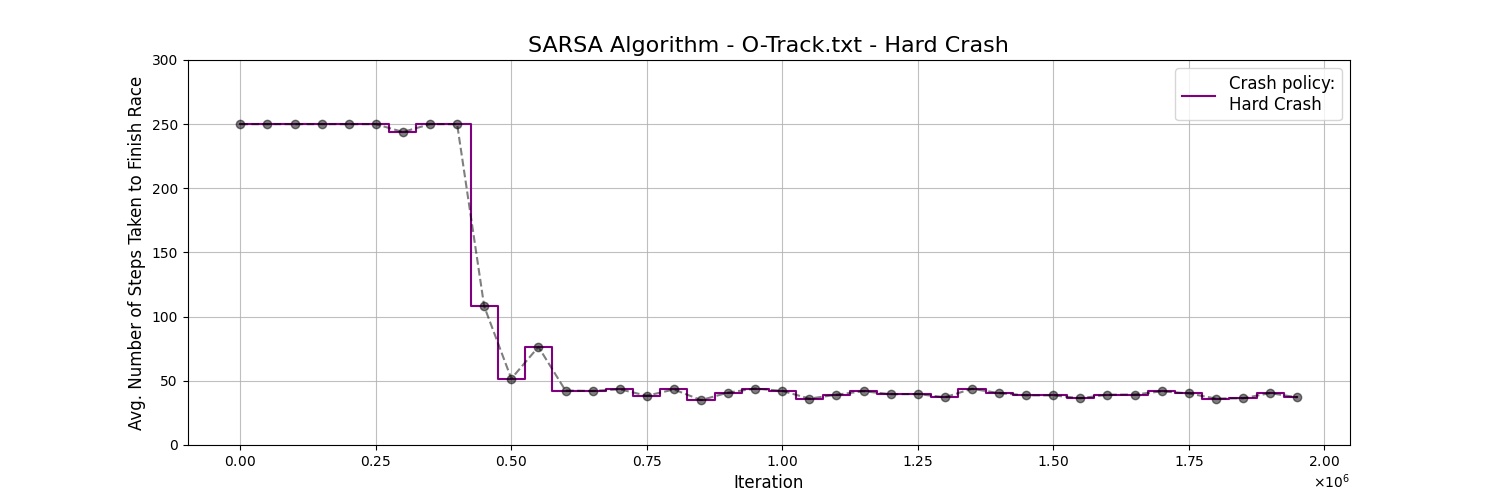 SARSA Algorithm - O-Track.txt - Hard Crash
Avg. Number of Steps Taken to Finish Race
300
250
200
150
100
50
0
Crash policy:
Hard Crash
0.00 0.25 0.50 0.75 1.00 1.25 1.50 1.75 2.00
×10⁶
Iteration